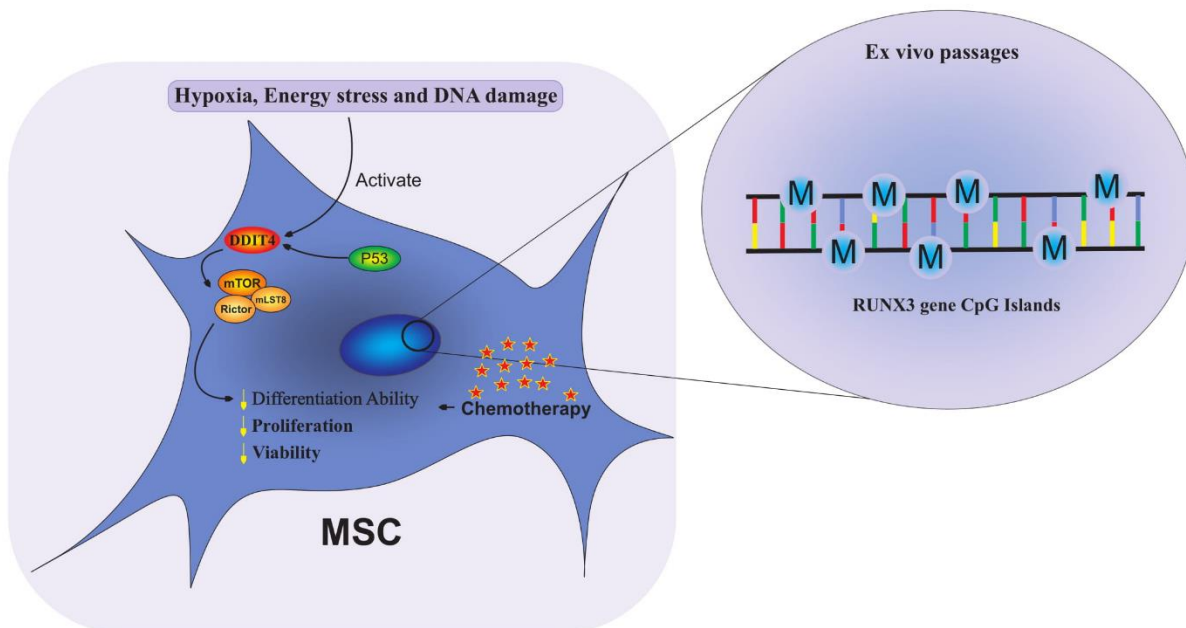 Hypoxia, Energy stress and DNA damage
Activate
DDIT4
P53
mTOR
mLST8
Rictor
Differentiation Ability
Proliferation
Viability
Chemotherapy
MSC
Ex vivo passages
M M M M
M M M
RUNX3 gene CpG Islands